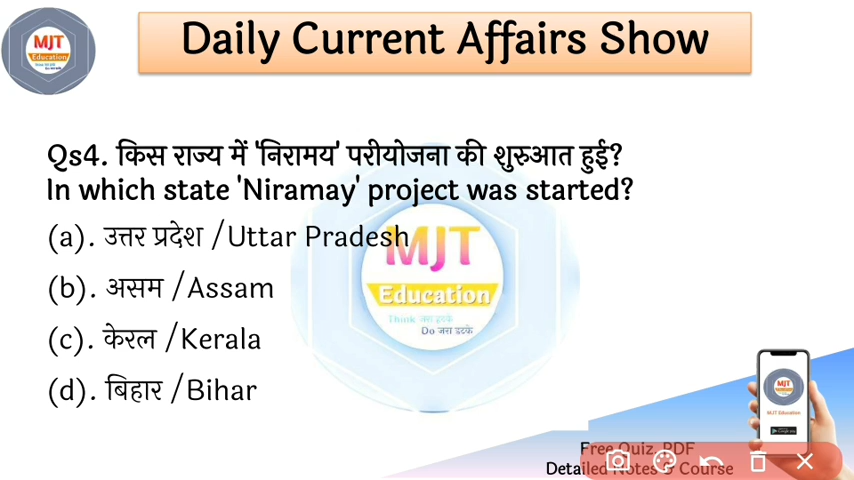 MJT
Education
Daily Current Affairs Show
Qs4. किस राज्य में 'निरामय' परीयोजना की शुरुआत हुई?
In which state 'Niramay' project was started?
(a). उत्तर प्रदेश /Uttar Pradesh
(b). असम /Assam
(c). केरल /Kerala
(d). बिहार /Bihar
MJT
Education
Think जरा हटके
Do जरा हटके
MJT
MJT Education
Free Quiz, PDF
Detailed Notes & Course